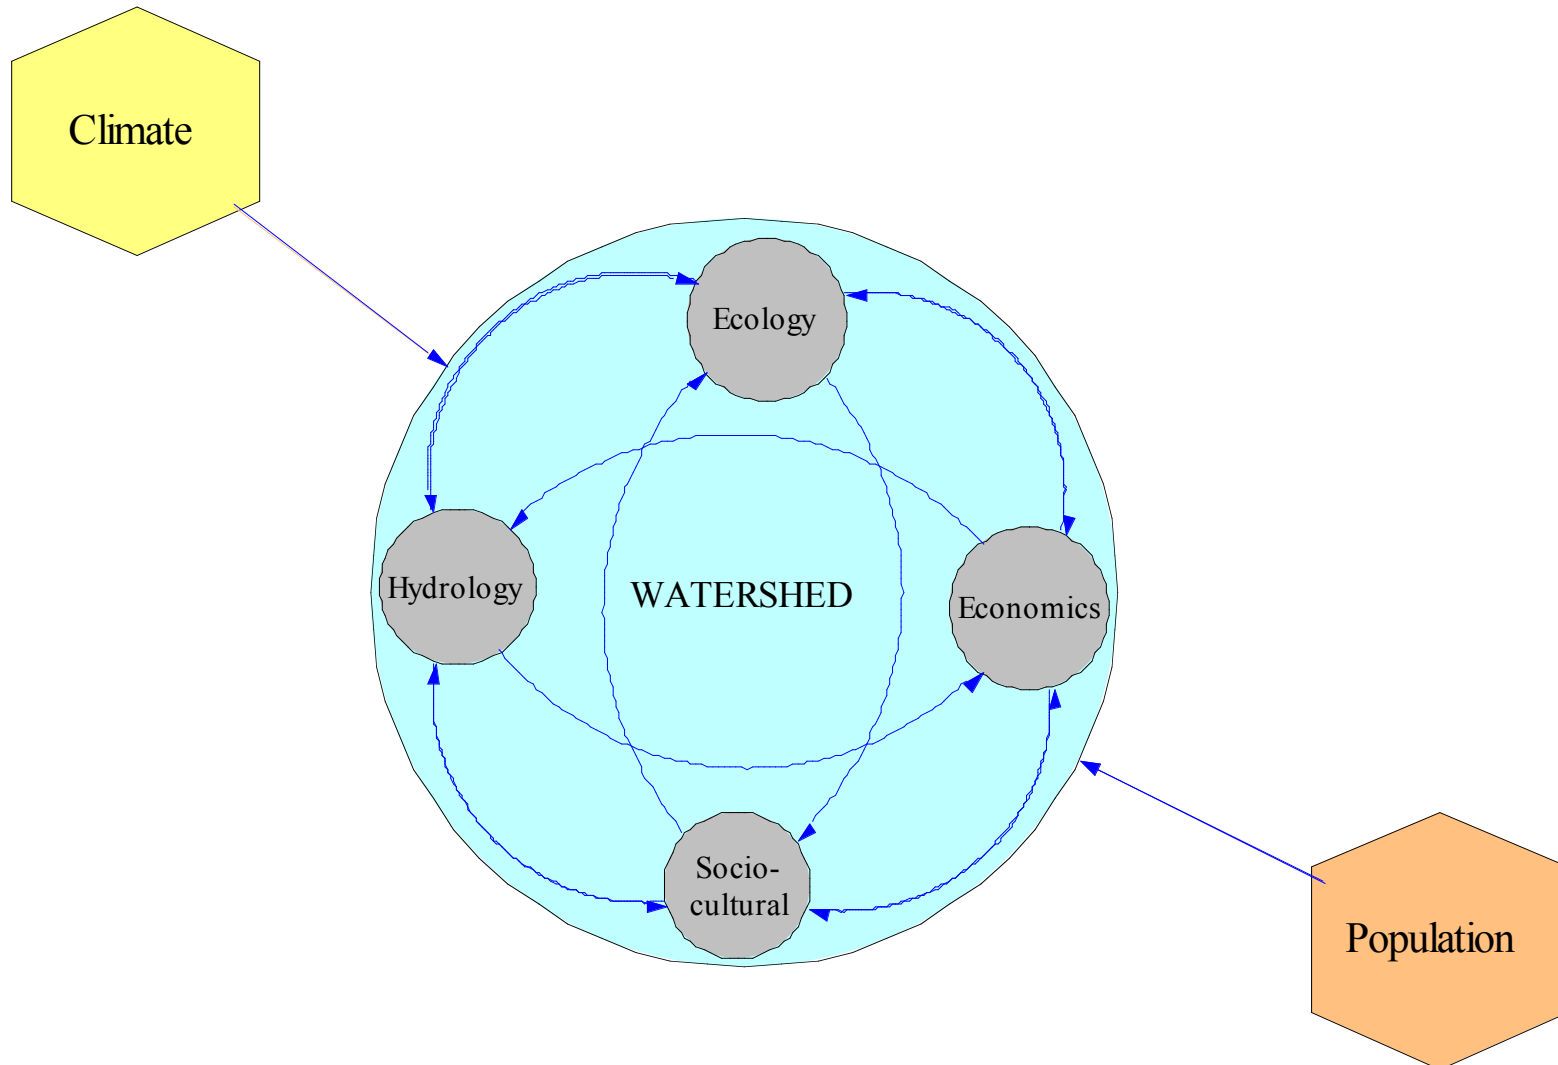 Climate
Ecology
Hydrology
WATERSHED
Economics
Socio-
cultural
Population